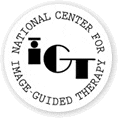 NATIONAL CENTER FOR
IGT
IMAGE-GUIDED THERAPY